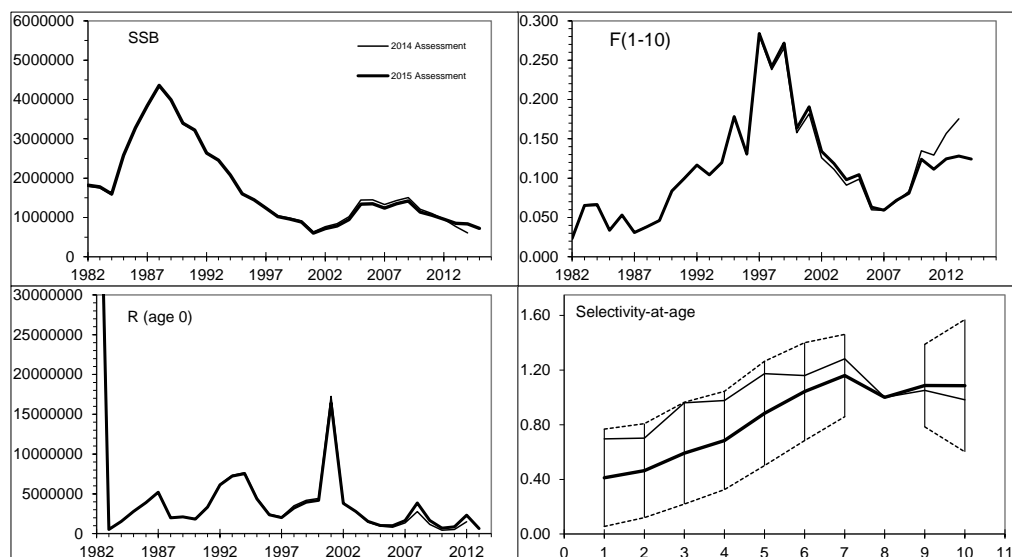 SSB
2014 Assessment
2015 Assessment
6000000
5000000
4000000
3000000
2000000
1000000
0
1982 1987 1992 1997 2002 2007 2012
F(1-10)
0.300
0.250
0.200
0.150
0.100
0.050
0.000
1982 1987 1992 1997 2002 2007 2012
R (age 0)
30000000
25000000
20000000
15000000
10000000
5000000
0
1982 1987 1992 1997 2002 2007 2012
Selectivity-at-age
1.60
1.20
0.80
0.40
0.00
0 1 2 3 4 5 6 7 8 9 10 11